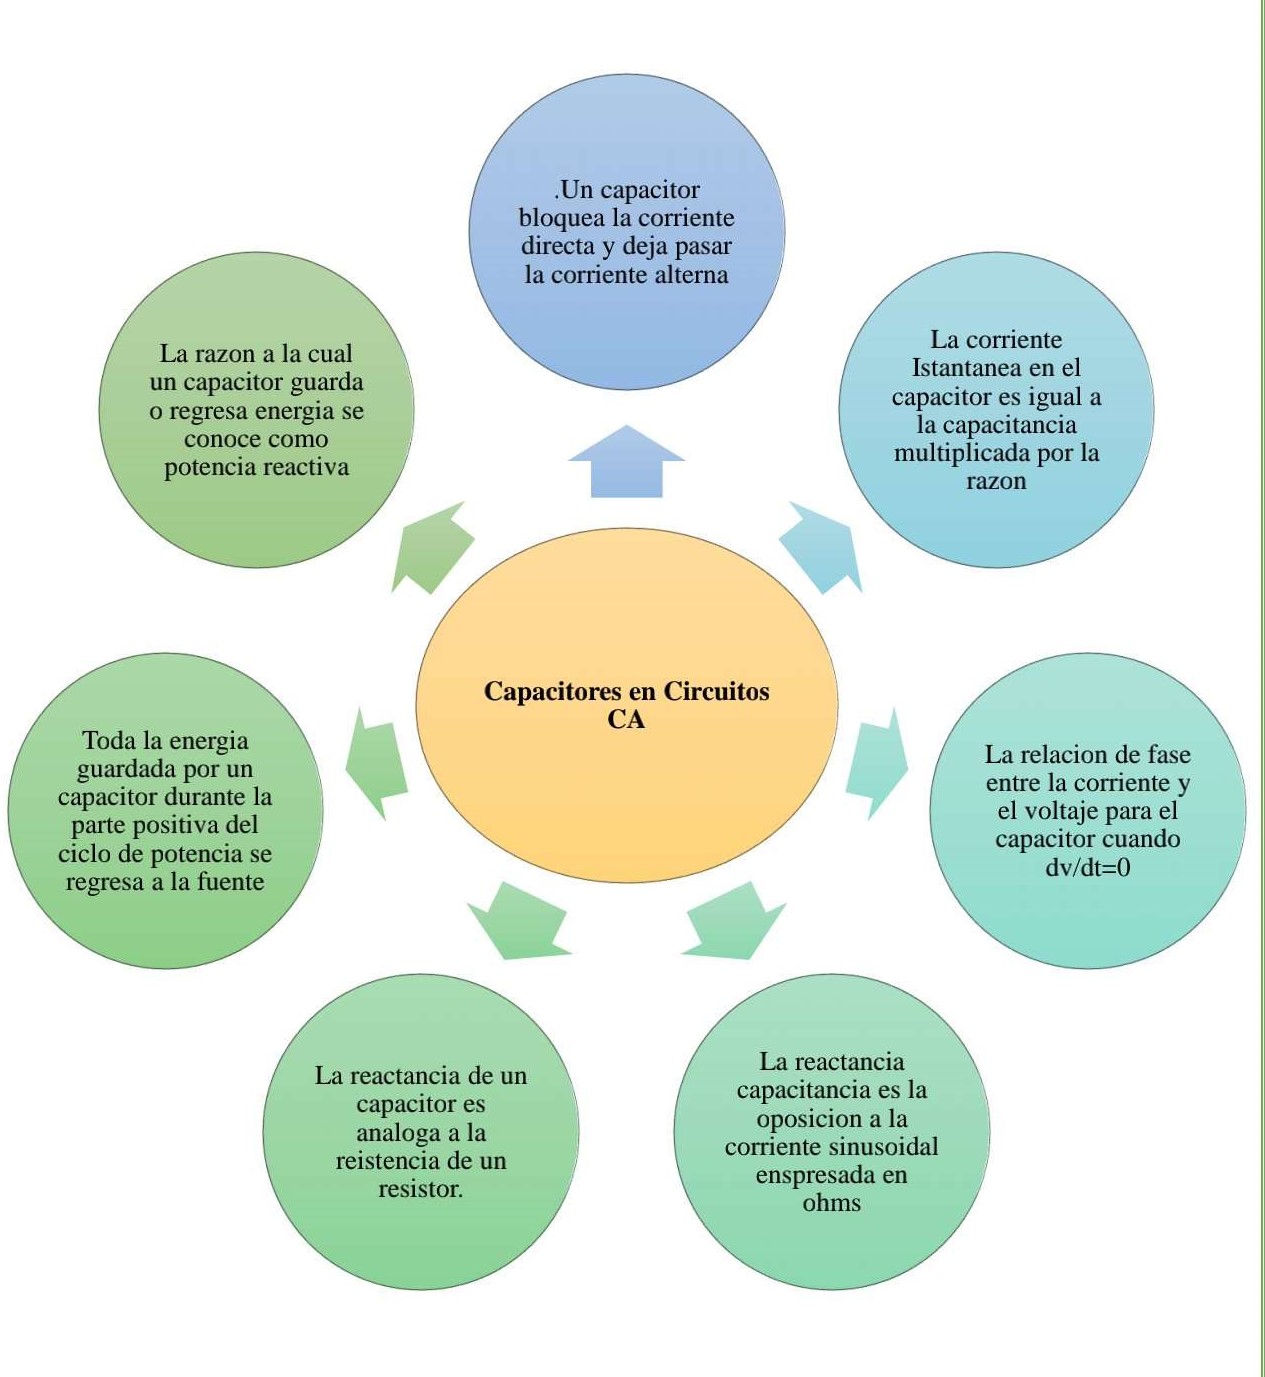 .Un capacitor
bloquea la corriente
directa y deja pasar
la corriente alterna
La corriente
Istantanea en el
capacitor es igual a
la capacitancia
multiplicada por la
razon
La relacion de fase
entre la corriente y
el voltaje para el
capacitor cuando
dv/dt=0
La reactancia
capacitancia es la
oposicion a la
corriente sinusoidal
enspresada en
ohms
La reactancia de un
capacitor es
analoga a la
reistencia de un
resistor.
Toda la energia
guardada por un
capacitor durante la
parte positiva del
ciclo de potencia se
regresa a la fuente
La razon a la cual
un capacitor guarda
o regresa energia se
conoce como
potencia reactiva
Capacitores en Circuitos
CA